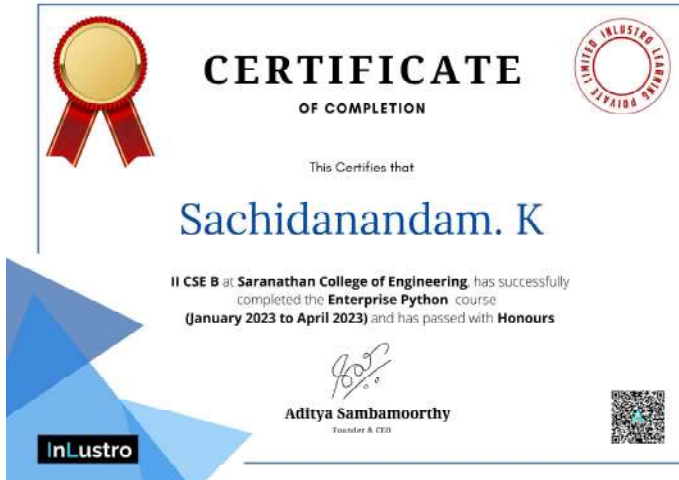 CERTIFICATE
INLUSTRO LEARNING PRIVATE LIMITED
OF COMPLETION
This Certifies that
Sachidanandam. K
II CSE B at Saranathan College of Engineering, has successfully
completed the Enterprise Python course
(January 2023 to April 2023) and has passed with Honours
Aditya Sambamoorthy
Founder & CEO
InLustro